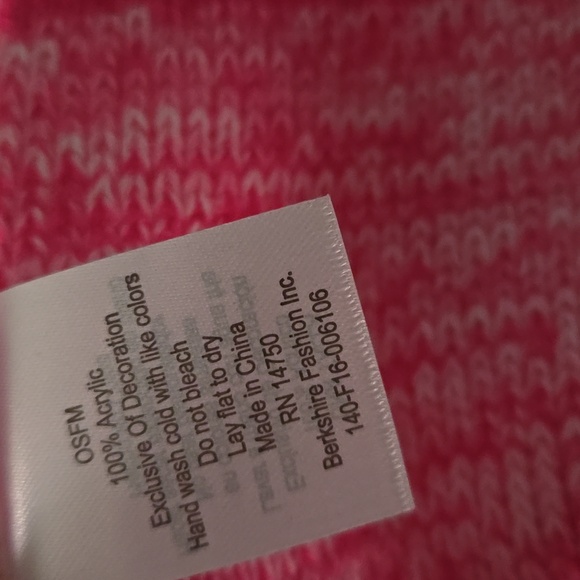 OSFM
100% Acrylic
Exclusive Of Decoration
Hand wash cold with like colors
Do not bleach
Lay flat to dry
Made in China
RN 14750
Berkshire Fashion Inc.
140-F16-006106